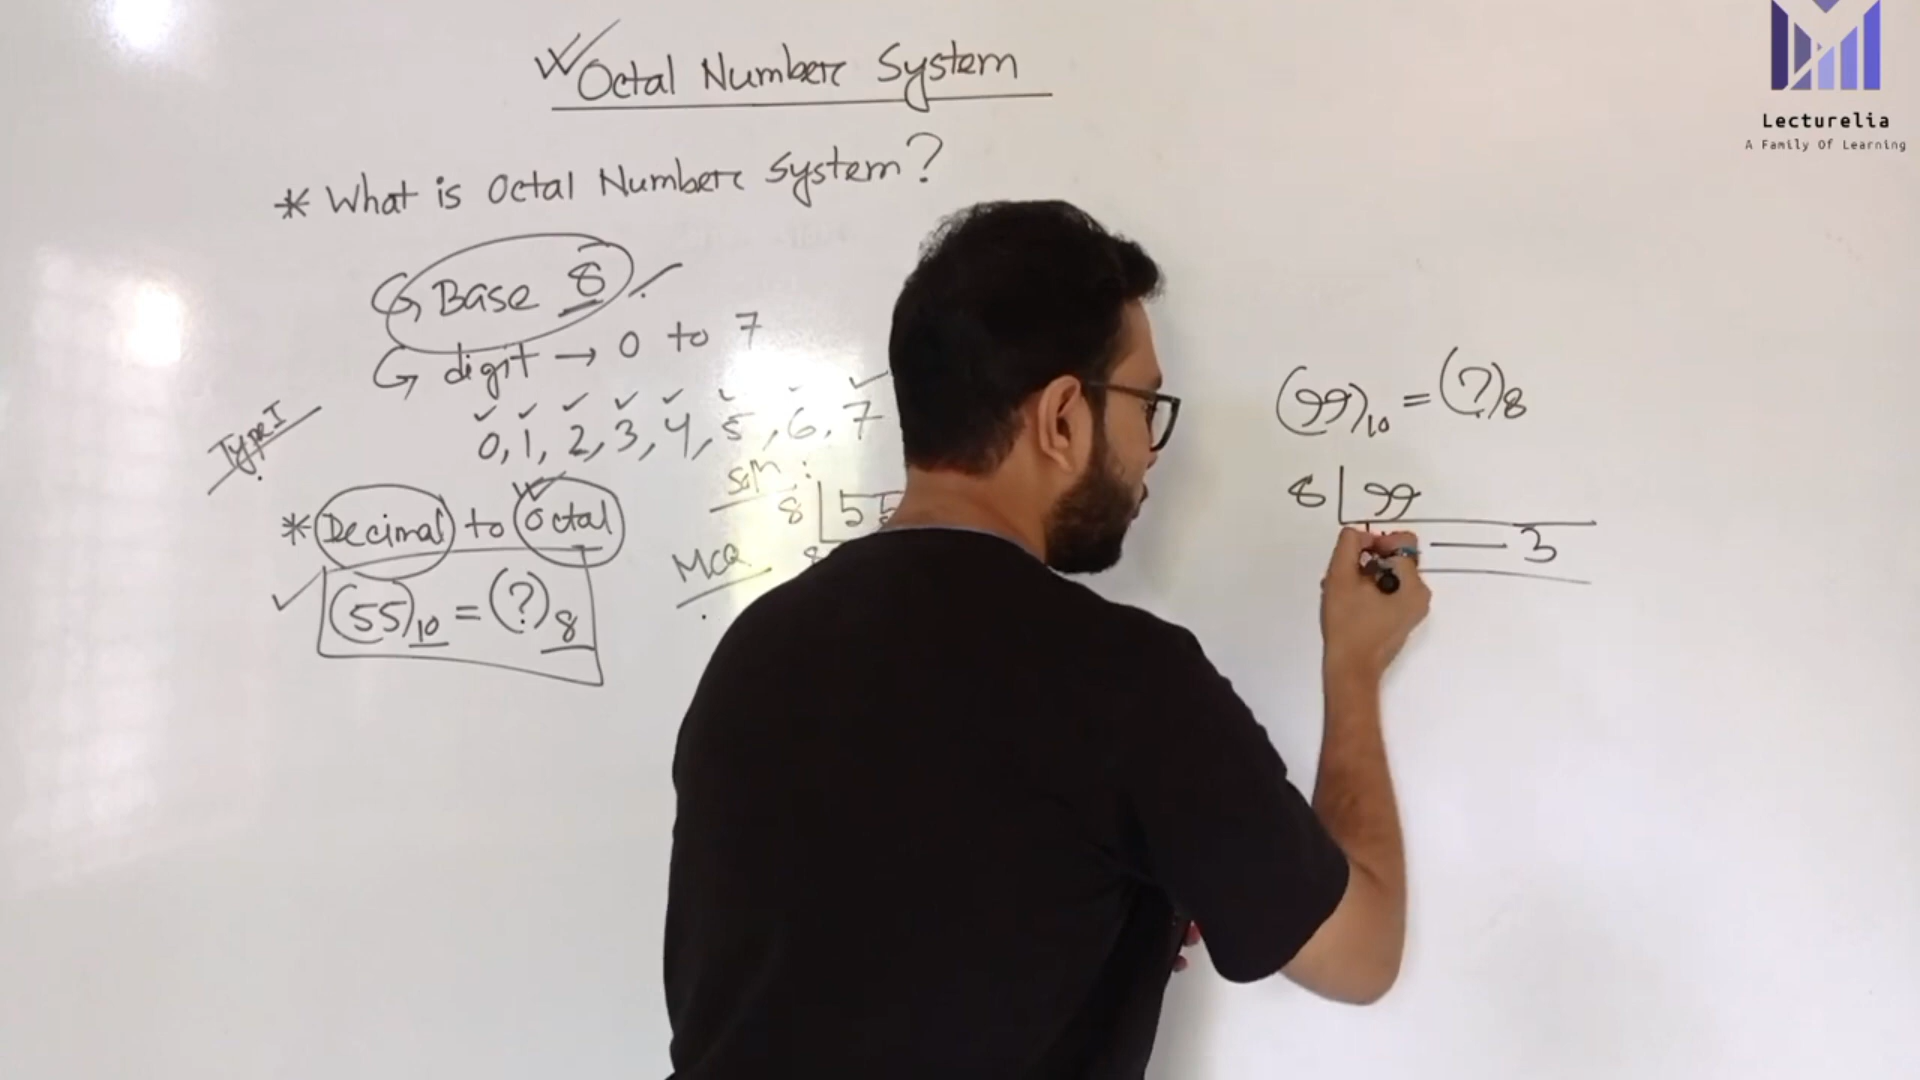 Octal Number System
* What is Octal Number System?
Base 8
digit → 0 to 7
0, 1, 2, 3, 4, 5, 6, 7
Type I
* Decimal to Octal
(55)10 = (?)8
Soln:
8 | 55
8
MCQ
(99)10 = (?)8
8 | 99
— 3
Lecturelia
A Family Of Learning